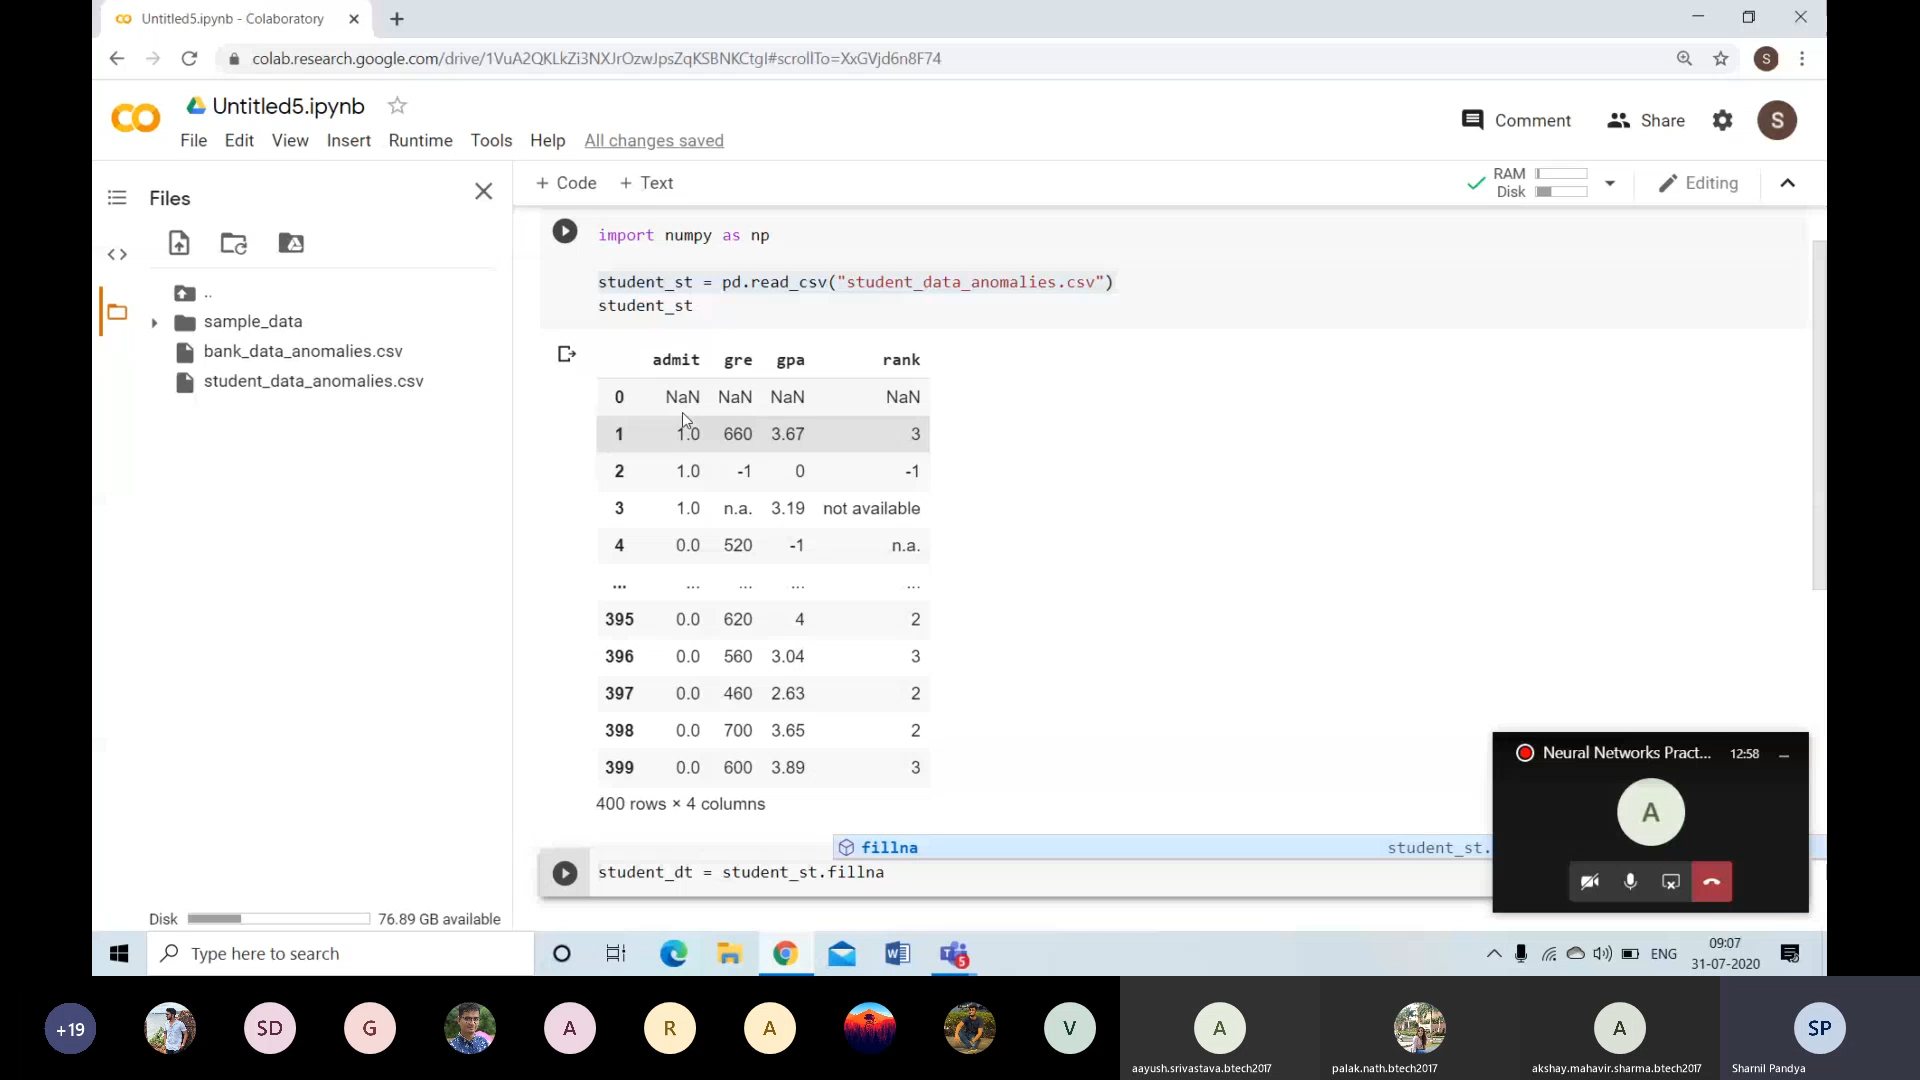 Untitled5.ipynb - Colaboratory
colab.research.google.com/drive/1VuA2QKLkZi3NXJrOzwJpsZqKSBNKCtgI#scrollTo=XxGVjd6n8F74
S
CO Untitled5.ipynb
File Edit View Insert Runtime Tools Help All changes saved
Comment Share S
Files
+ Code + Text
RAM
Disk
Editing
..
sample_data
bank_data_anomalies.csv
student_data_anomalies.csv
Disk 76.89 GB available
import numpy as np
student_st = pd.read_csv("student_data_anomalies.csv")
student_st
admit gre gpa rank
0 NaN NaN NaN NaN
1 1.0 660 3.67 3
2 1.0 -1 0 -1
3 1.0 n.a. 3.19 not available
4 0.0 520 -1 n.a.
... ... ... ... ...
395 0.0 620 4 2
396 0.0 560 3.04 3
397 0.0 460 2.63 2
398 0.0 700 3.65 2
399 0.0 600 3.89 3
400 rows × 4 columns
fillna student_st.
student_dt = student_st.fillna
Neural Networks Pract... 12:58
A
Type here to search
5
ENG
09:07
31-07-2020
+19 SD G A R A V A A SP
aayush.srivastava.btech2017 palak.nath.btech2017 akshay.mahavir.sharma.btech2017 Sharnil Pandya